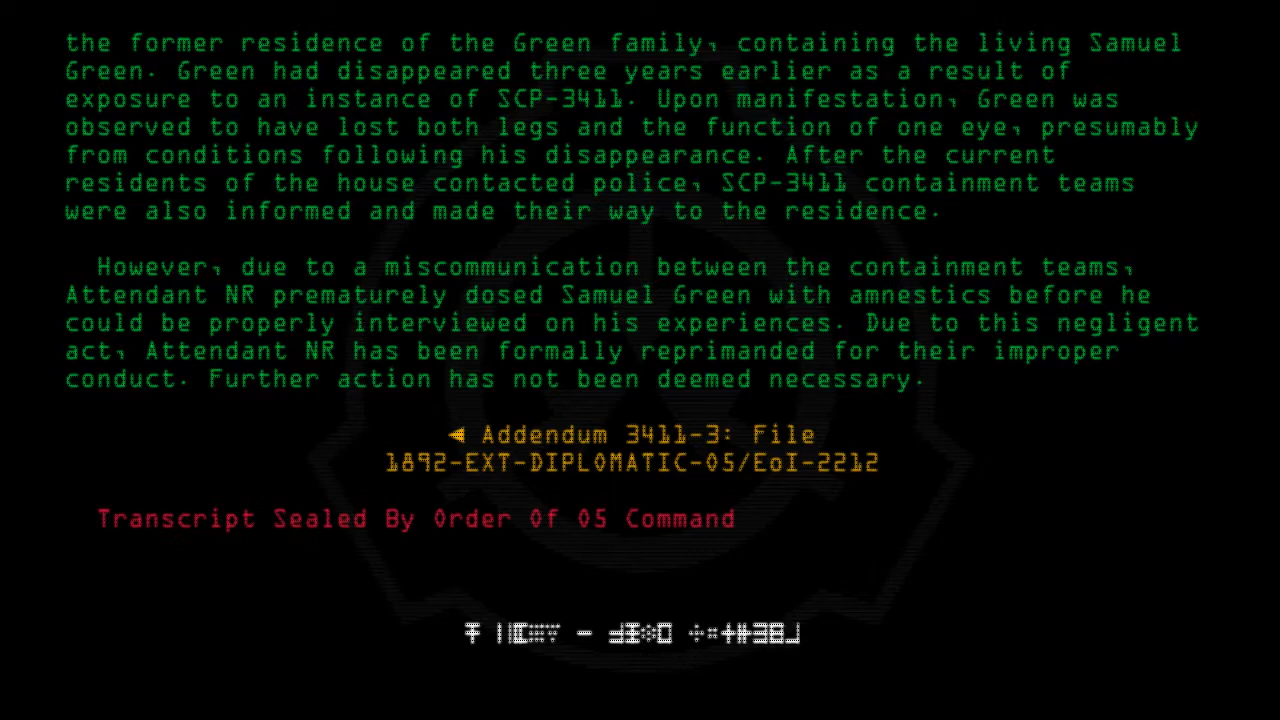 the former residence of the Green family, containing the living Samuel
Green. Green had disappeared three years earlier as a result of
exposure to an instance of SCP-3411. Upon manifestation, Green was
observed to have lost both legs and the function of one eye, presumably
from conditions following his disappearance. After the current
residents of the house contacted police, SCP-3411 containment teams
were also informed and made their way to the residence.
However, due to a miscommunication between the containment teams,
Attendant NR prematurely dosed Samuel Green with amnestics before he
could be properly interviewed on his experiences. Due to this negligent
act, Attendant NR has been formally reprimanded for their improper
conduct. Further action has not been deemed necessary.
◀ Addendum 3411-3: File
1892-EXT-DIPLOMATIC-05/EoI-2212
Transcript Sealed By Order Of 05 Command